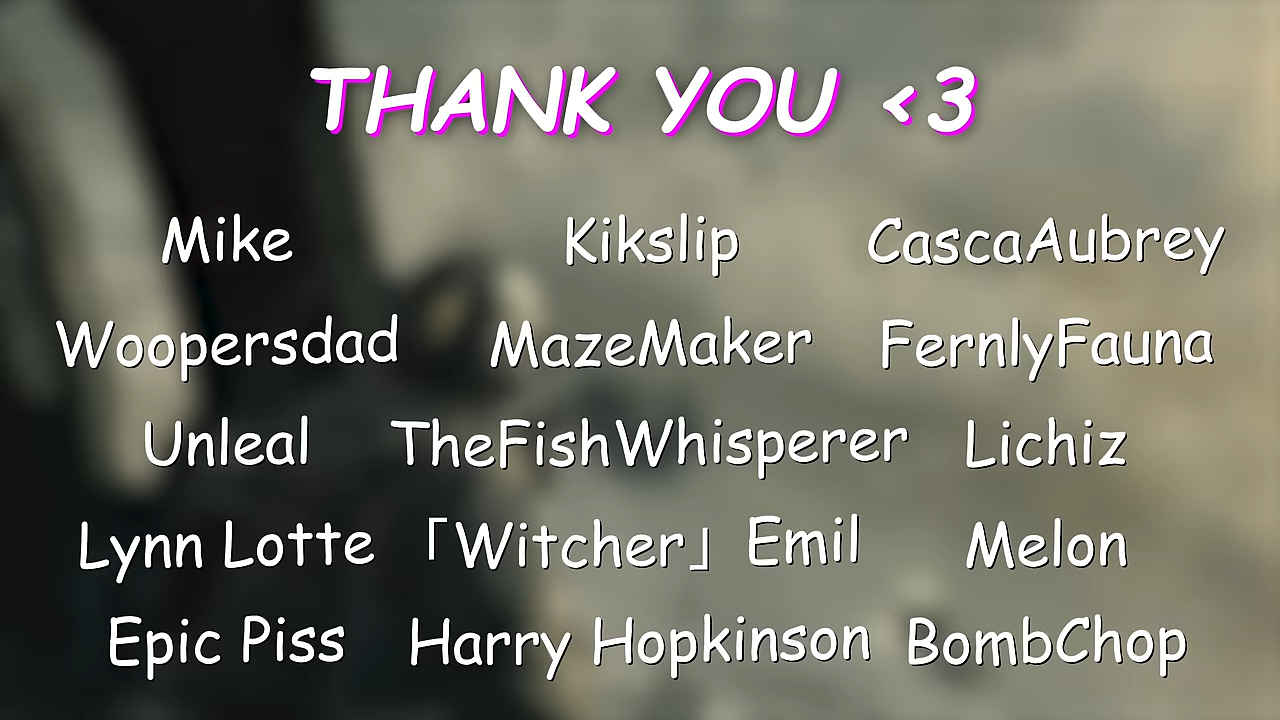 THANK YOU <3
Mike Kikslip CascaAubrey
Woopersdad MazeMaker FernlyFauna
Unleal TheFishWhisperer Lichiz
Lynn Lotte 「Witcher」 Emil Melon
Epic Piss Harry Hopkinson BombChop